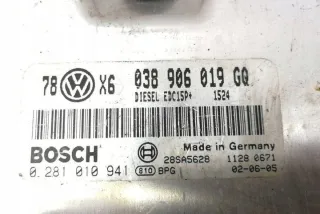 78 X6 038 906 019 GQ
DIESEL EDC15P+ 1524
Made in Germany
BOSCH 28SA5628 1128 0671
0 281 010 941 810 BPG 02-06-05